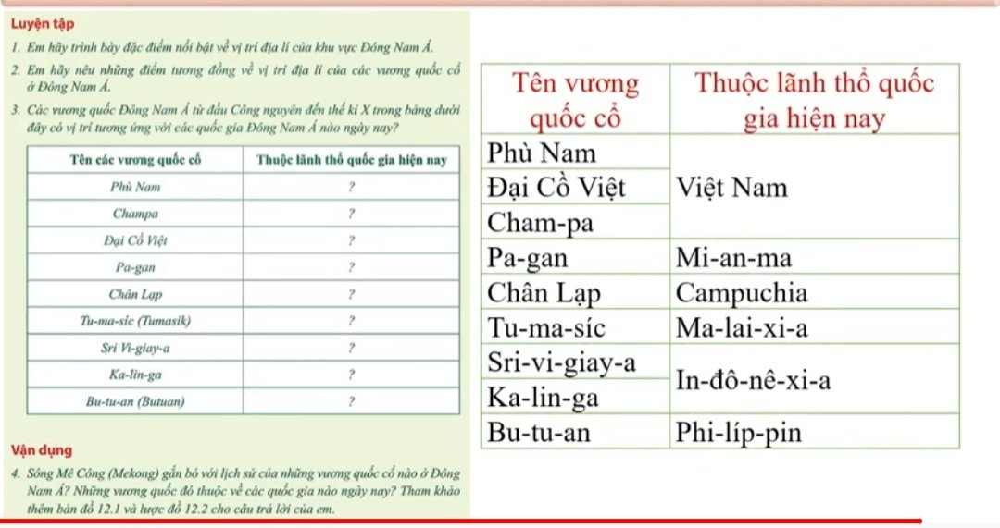 Luyện tập
1. Em hãy trình bày đặc điểm nổi bật về vị trí địa lí của khu vực Đông Nam Á.
2. Em hãy nêu những điểm tương đồng về vị trí địa lí của các vương quốc cổ
ở Đông Nam Á.
3. Các vương quốc Đông Nam Á từ đầu Công nguyên đến thế kỉ X trong bảng dưới
đây có vị trí tương ứng với các quốc gia Đông Nam Á nào ngày nay?
Tên các vương quốc cổ Thuộc lãnh thổ quốc gia hiện nay
Phù Nam ?
Champa ?
Đại Cồ Việt ?
Pa-gan ?
Chân Lạp ?
Tu-ma-síc (Tumasik) ?
Sri Vi-giay-a ?
Ka-lin-ga ?
Bu-tu-an (Butuan) ?
Vận dụng
4. Sông Mê Công (Mekong) gắn bó với lịch sử của những vương quốc cổ nào ở Đông
Nam Á? Những vương quốc đó thuộc về các quốc gia nào ngày nay? Tham khảo
thêm bản đồ 12.1 và lược đồ 12.2 cho câu trả lời của em.
Tên vương
quốc cổ
Thuộc lãnh thổ quốc
gia hiện nay
Phù Nam
Đại Cồ Việt Việt Nam
Cham-pa
Pa-gan Mi-an-ma
Chân Lạp Campuchia
Tu-ma-síc Ma-lai-xi-a
Sri-vi-giay-a
In-đô-nê-xi-a
Ka-lin-ga
Bu-tu-an Phi-líp-pin